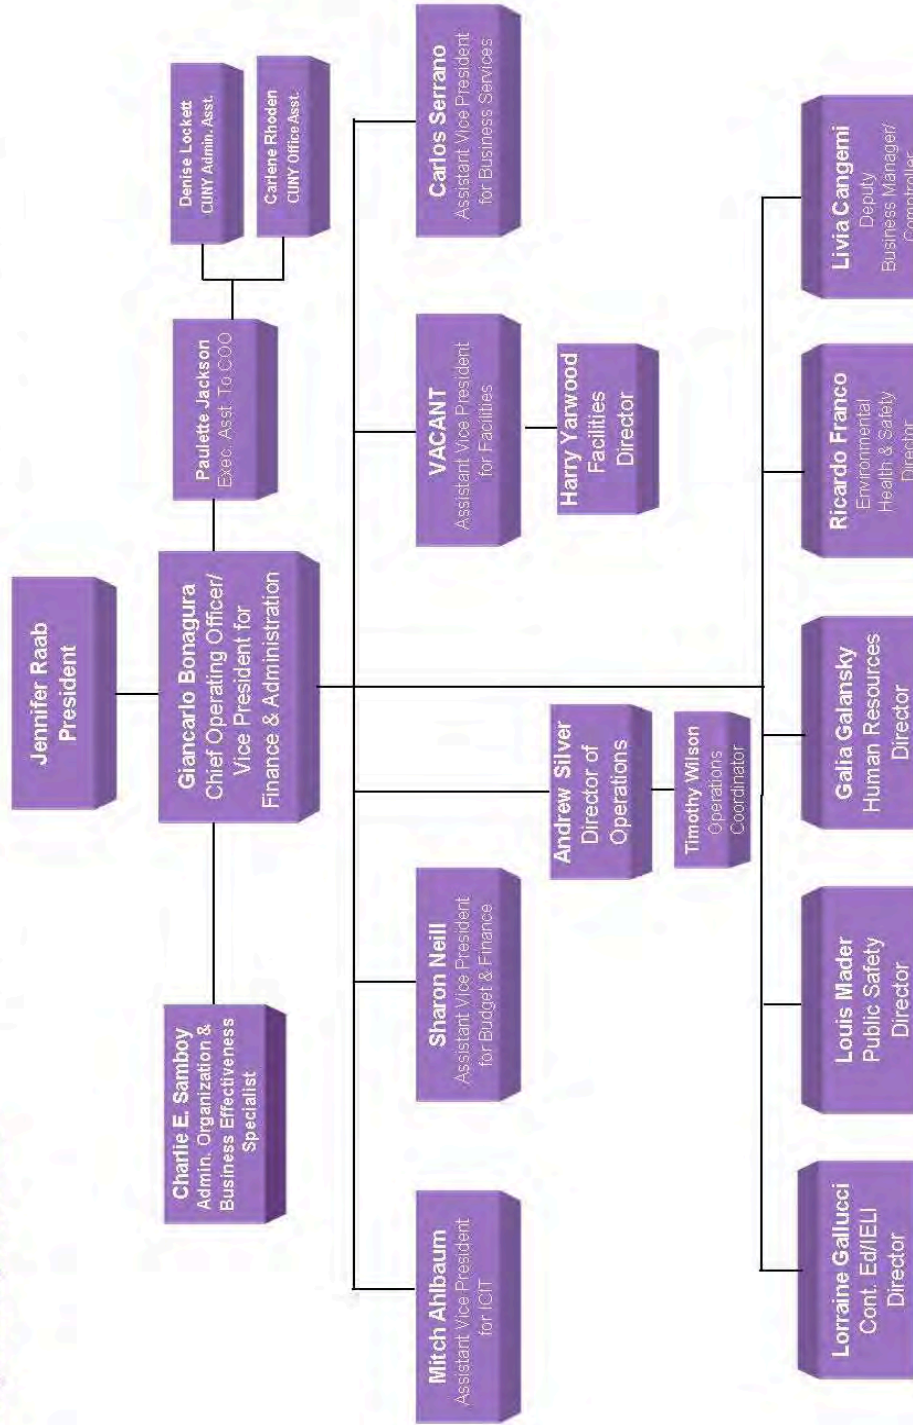 Jennifer Raab
President
Giancarlo Bonagura
Chief Operating Officer/
Vice President for
Finance & Administration
Charlie E. Samboy
Admin. Organization &
Business Effectiveness
Specialist
Paulette Jackson
Exec. Asst. To COO
Denise Lockett
CUNY Admin. Asst.
Carlene Rhoden
CUNY Office Asst.
Mitch Ahlbaum
Assistant Vice President
for ICIT
Sharon Neill
Assistant Vice President
for Budget & Finance
Andrew Silver
Director of
Operations
Timothy Wilson
Operations
Coordinator
VACANT
Assistant Vice President
for Facilities
Harry Yarwood
Facilities
Director
Carlos Serrano
Assistant Vice President
for Business Services
Lorraine Gallucci
Cont. Ed/IELI
Director
Louis Mader
Public Safety
Director
Galia Galansky
Human Resources
Director
Ricardo Franco
Environmental
Health & Safety
Director
Livia Cangemi
Deputy
Business Manager/
Comptroller